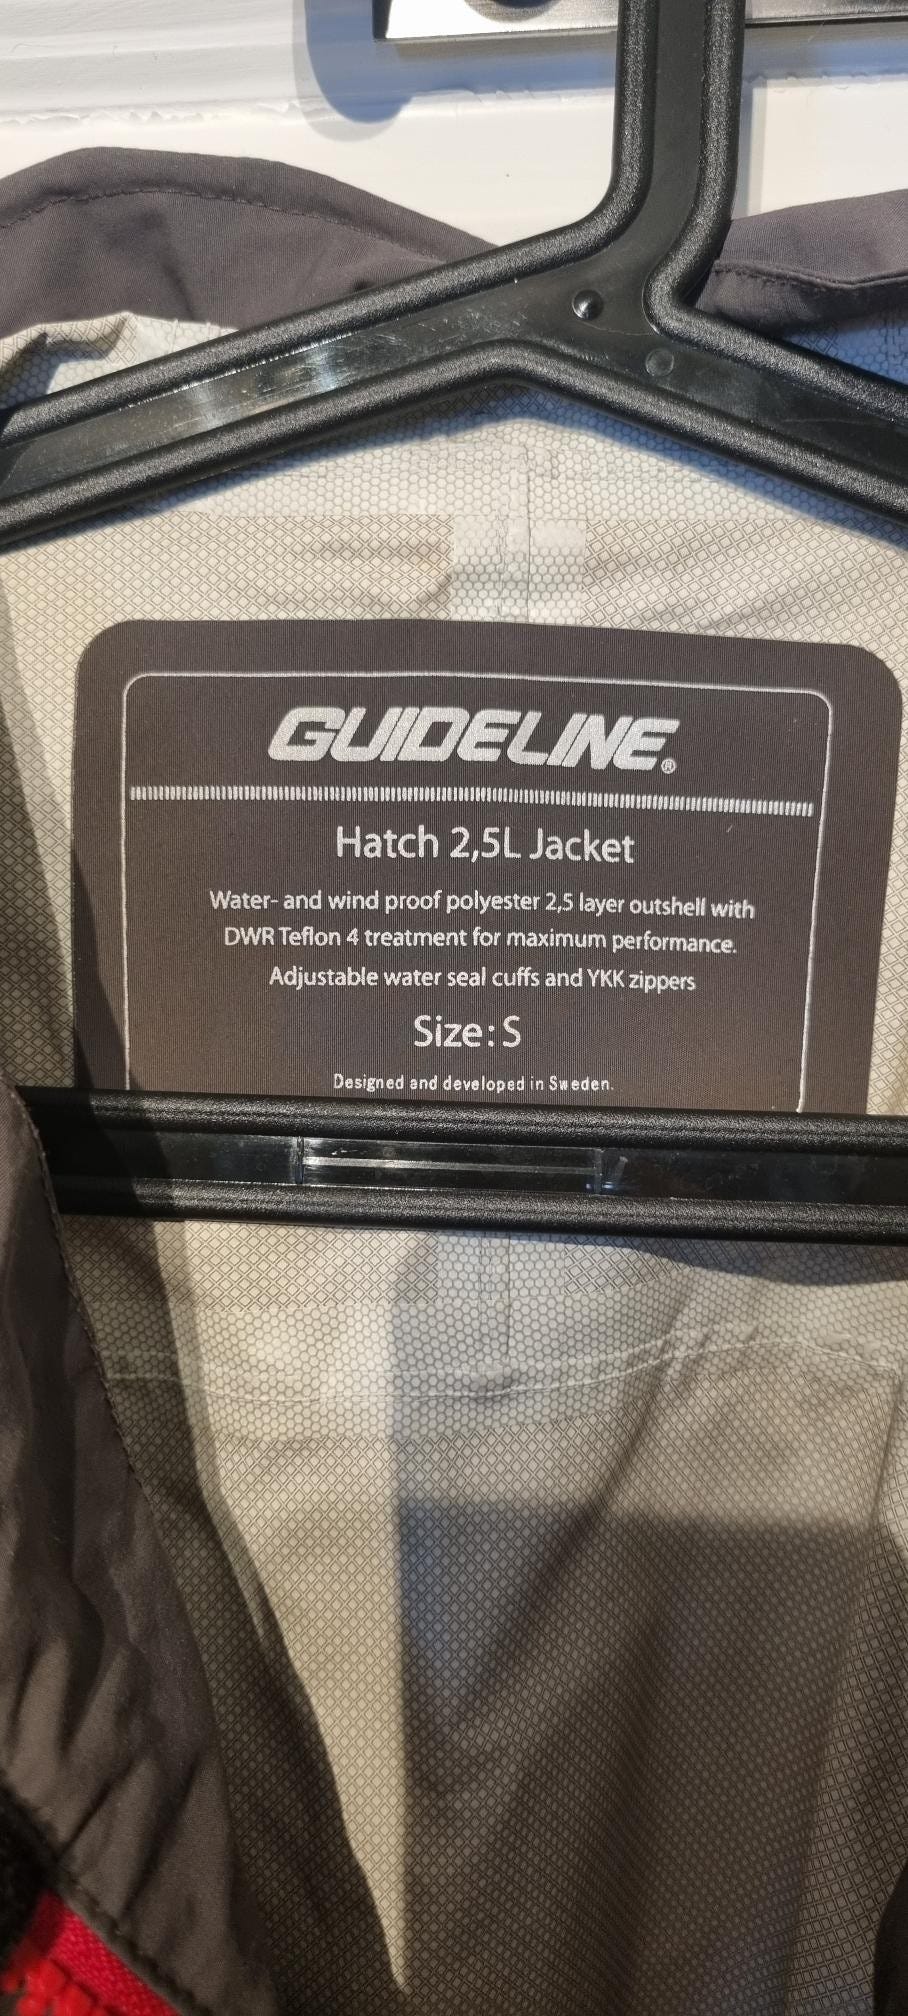 GUIDELINE®
Hatch 2,5L Jacket
Water- and wind proof polyester 2,5 layer outshell with
DWR Teflon 4 treatment for maximum performance.
Adjustable water seal cuffs and YKK zippers
Size: S
Designed and developed in Sweden.